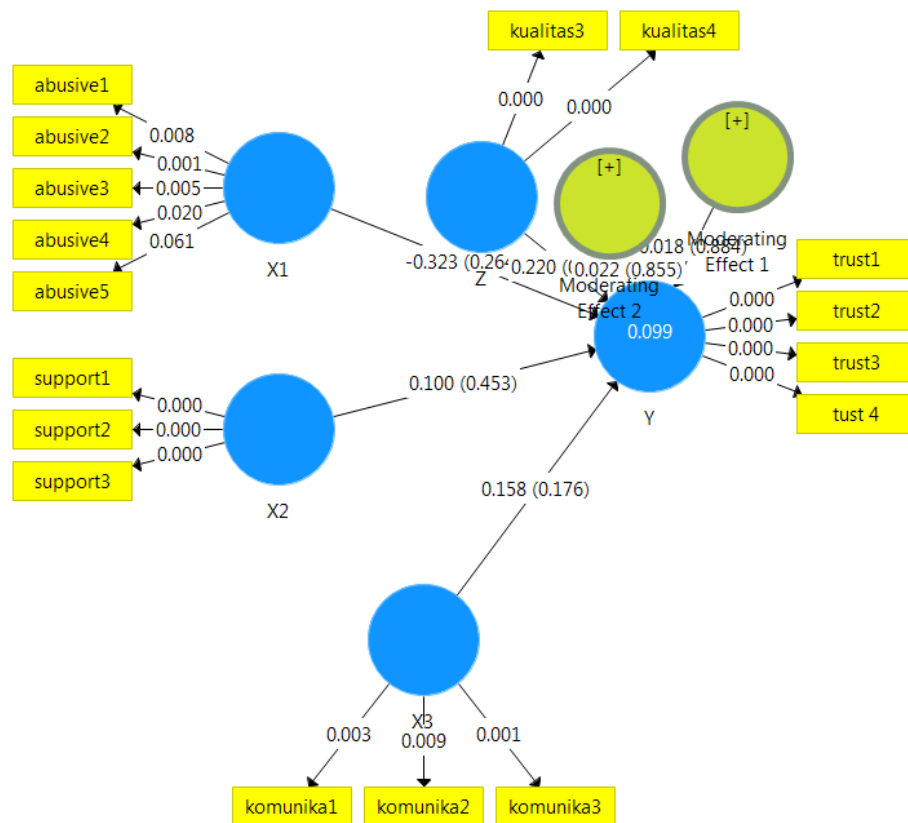 kualitas3
kualitas4
abusive1
abusive2
abusive3
abusive4
abusive5
0.008
0.001
0.005
0.020
0.061
X1
0.000
0.000
Z
[+]
[+]
Moderating
Effect 1
Moderating
Effect 2
-0.323 (0.264
0.220 (
0.022 (0.855)
0.018 (0.884)
0.099
Y
trust1
trust2
trust3
tust 4
0.000
0.000
0.000
0.000
support1
support2
support3
0.000
0.000
0.000
X2
0.100 (0.453)
0.158 (0.176)
X3
0.003
0.009
0.001
komunika1
komunika2
komunika3